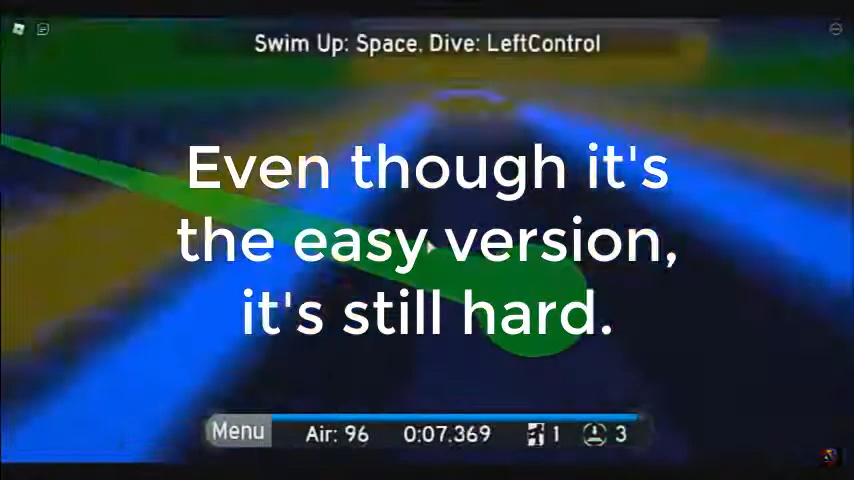 Swim Up: Space, Dive: LeftControl
Even though it's
the easy version,
it's still hard.
Menu Air: 96 0:07.369 1 3